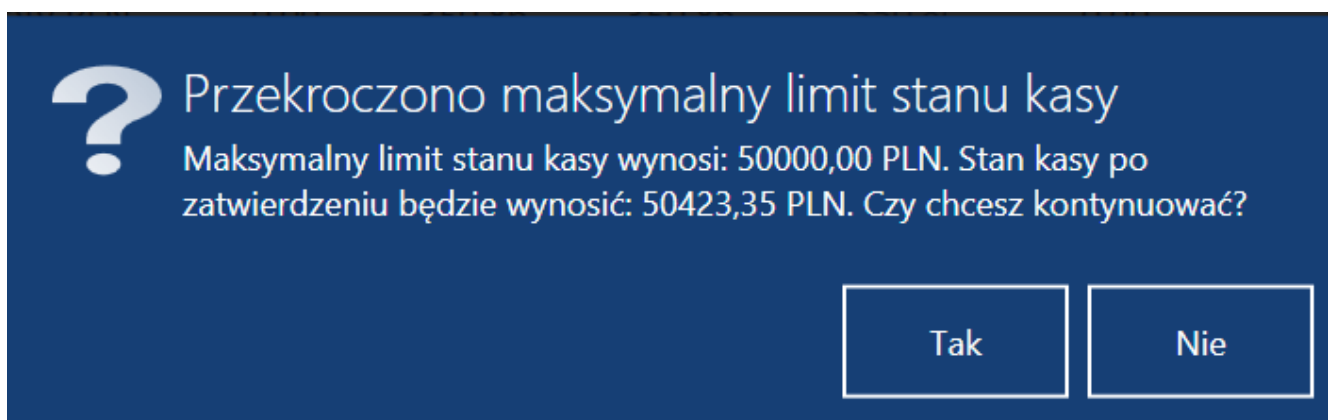 Przekroczono maksymalny limit stanu kasy
Maksymalny limit stanu kasy wynosi: 50000,00 PLN. Stan kasy po
zatwierdzeniu będzie wynosić: 50423,35 PLN. Czy chcesz kontynuować?
Tak
Nie